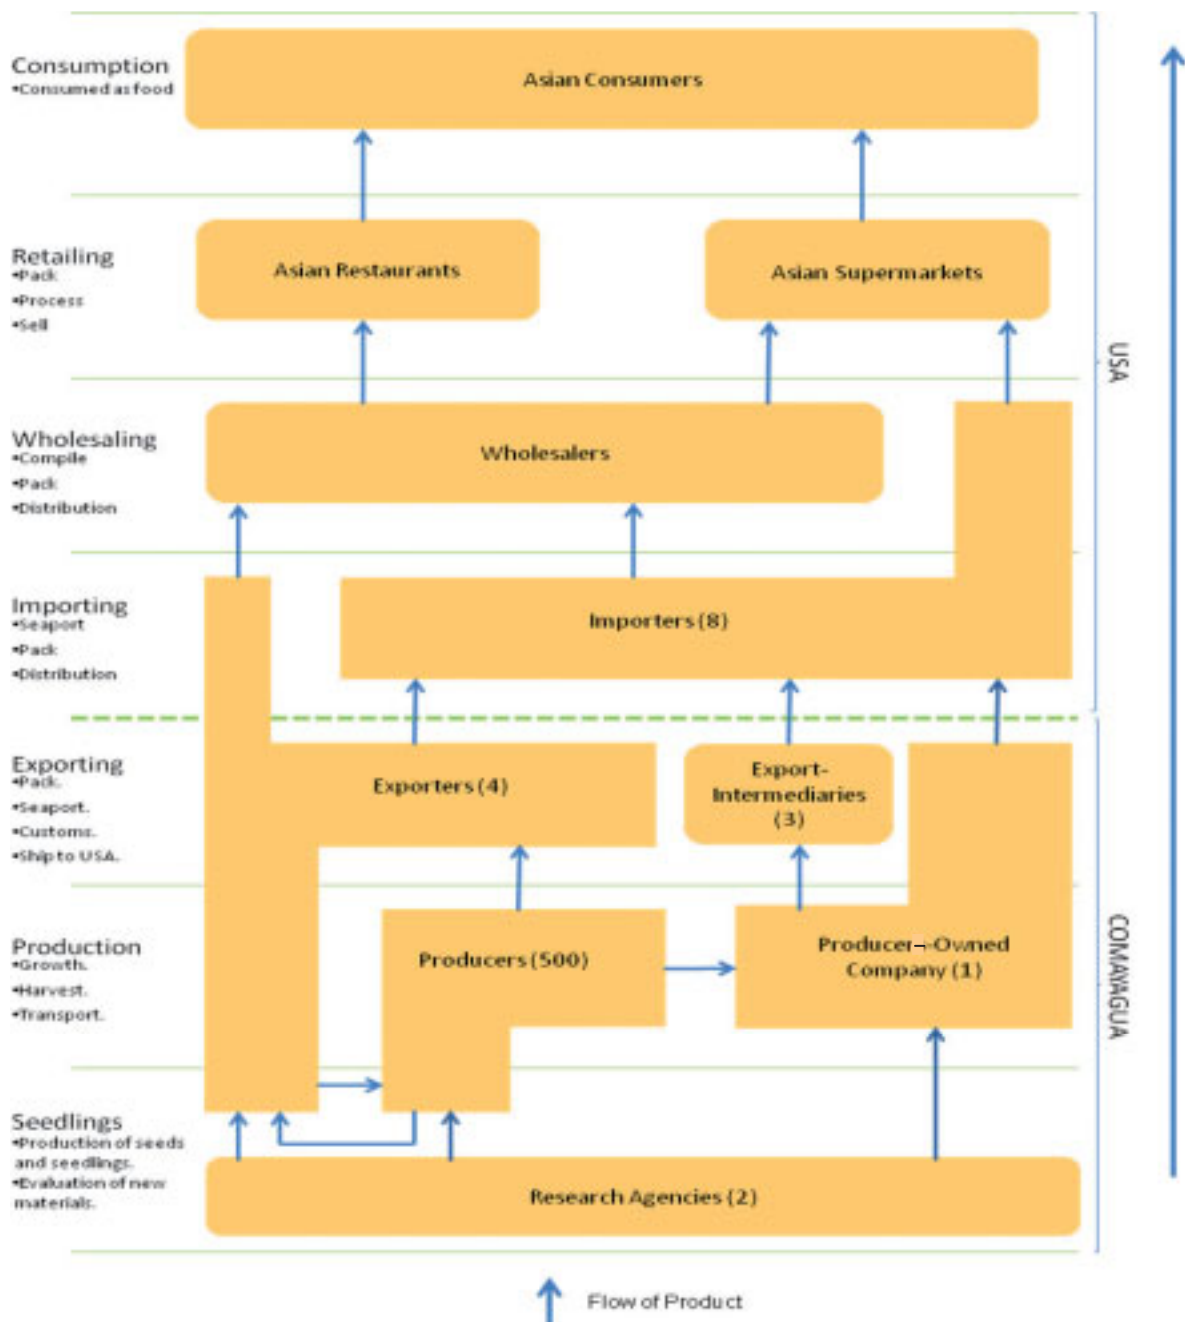 Consumption
•Consumed as food
Asian Consumers
Retailing
•Pack
•Process
•Sell
Asian Restaurants
Asian Supermarkets
USA
Wholesaling
•Compile
•Pack
•Distribution
Wholesalers
Importing
•Seaport
•Pack
•Distribution
Importers (8)
Exporting
•Pack.
•Seaport.
•Customs.
•Ship to USA.
Exporters (4)
Export-
Intermediaries
(3)
Production
•Growth.
•Harvest.
•Transport.
Producers (500)
Producer¬-Owned
Company (1)
COMAYAGUA
Seedlings
•Production of seeds
and seedlings.
•Evaluation of new
materials.
Research Agencies (2)
Flow of Product